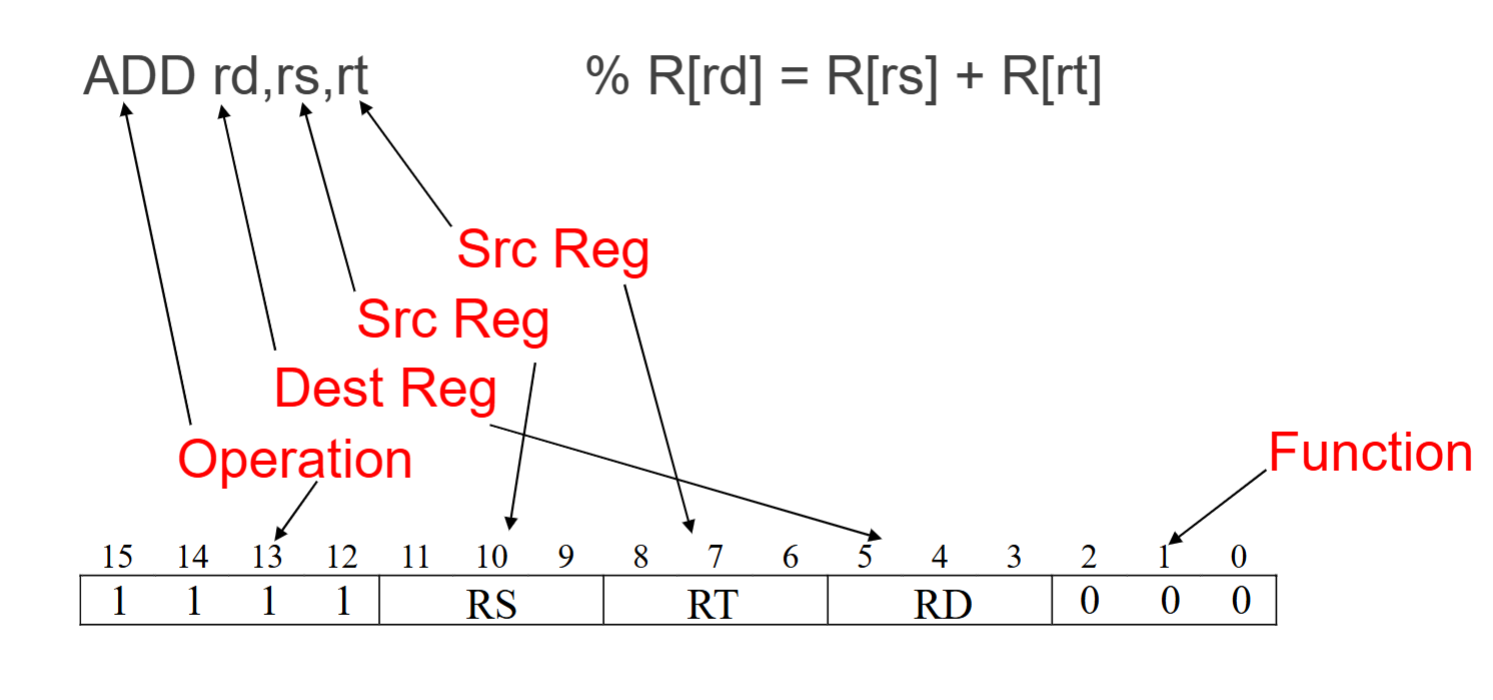 ADD rd,rs,rt % R[rd] = R[rs] + R[rt]
Src Reg
Src Reg
Dest Reg
Operation
Function
15 14 13 12 11 10 9 8 7 6 5 4 3 2 1 0
1 1 1 1 RS RT RD 0 0 0